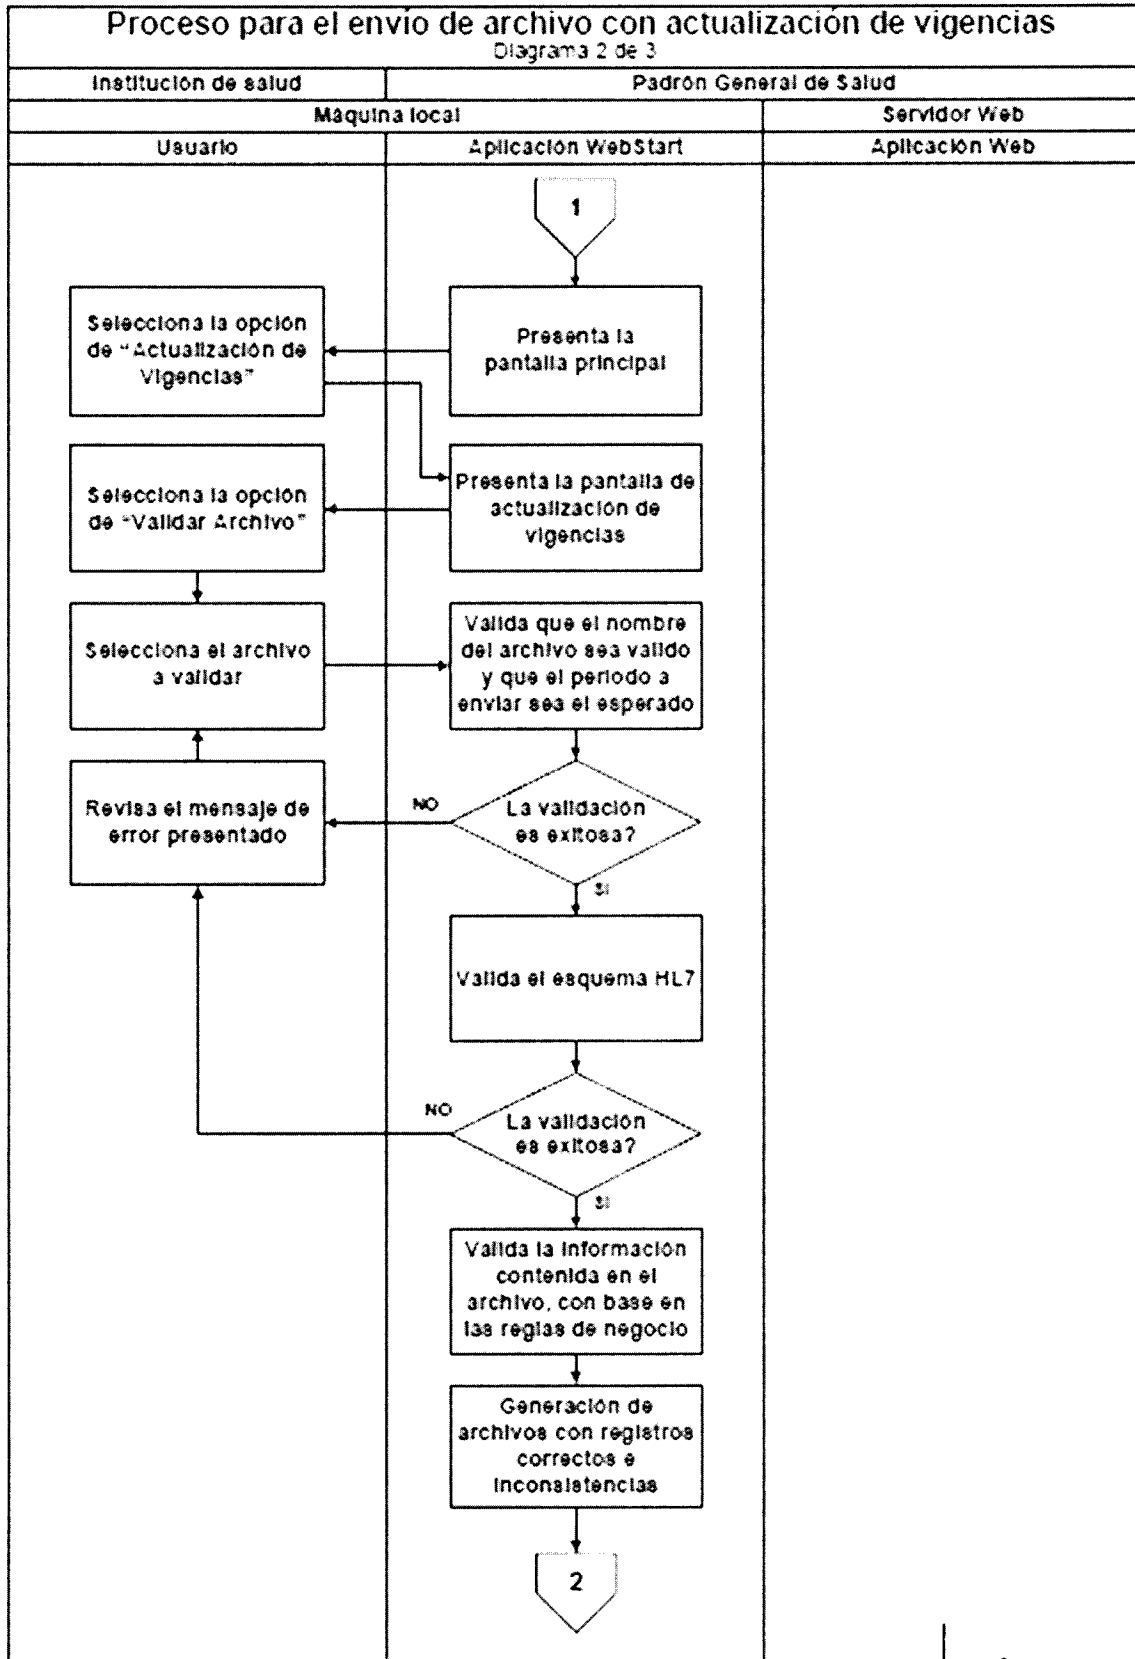 Proceso para el envío de archivo con actualización de vigencias
Diagrama 2 de 3
Institución de salud
Padrón General de Salud
Máquina local
Servidor Web
Usuario
Aplicación WebStart
Aplicación Web
1
Selecciona la opción
de "Actualización de
Vigencias"
Presenta la
pantalla principal
Selecciona la opción
de "Validar Archivo"
Presenta la pantalla de
actualización de
vigencias
Selecciona el archivo
a validar
Valida que el nombre
del archivo sea valido
y que el periodo a
enviar sea el esperado
Revisa el mensaje de
error presentado
NO
La validación
es exitosa?
SI
Valida el esquema HL7
NO
La validación
es exitosa?
SI
Valida la información
contenida en el
archivo, con base en
las reglas de negocio
Generación de
archivos con registros
correctos e
inconsistencias
2